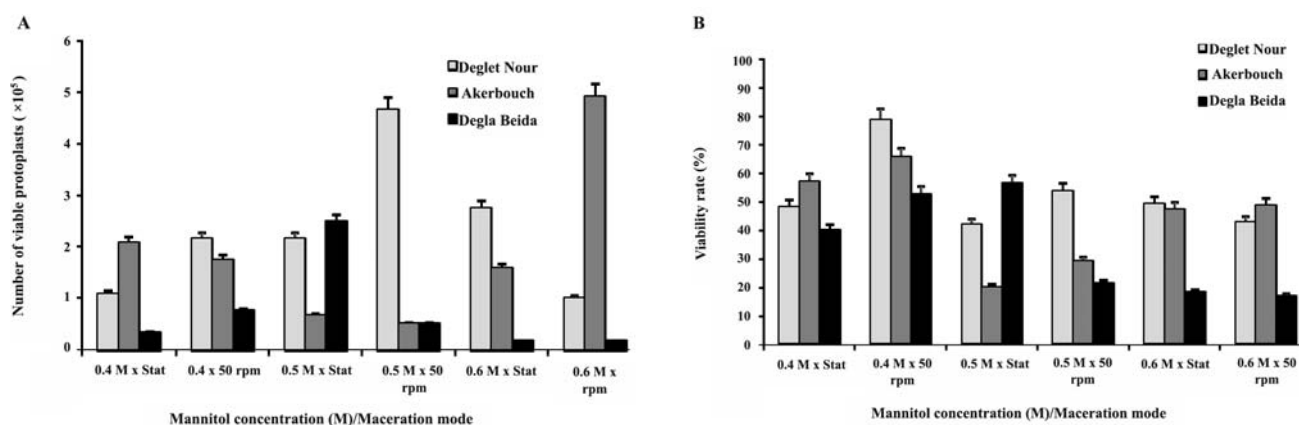 A
Number of viable protoplasts ( ×10⁵)
6
5
4
3
2
1
0
Deglet Nour
Akerbouch
Degla Beida
0.4 M x Stat
0.4 x 50 rpm
0.5 M x Stat
0.5 M x 50
rpm
0.6 M x Stat
0.6 M x
rpm
Mannitol concentration (M)/Maceration mode
B
Viability rate (%)
100
90
80
70
60
50
40
30
20
10
0
Deglet Nour
Akerbouch
Degla Beida
0.4 M x Stat
0.4 M x 50
rpm
0.5 M x Stat
0.5 M x 50
rpm
0.6 M x Stat
0.6 M x 50
rpm
Mannitol concentration (M)/Maceration mode